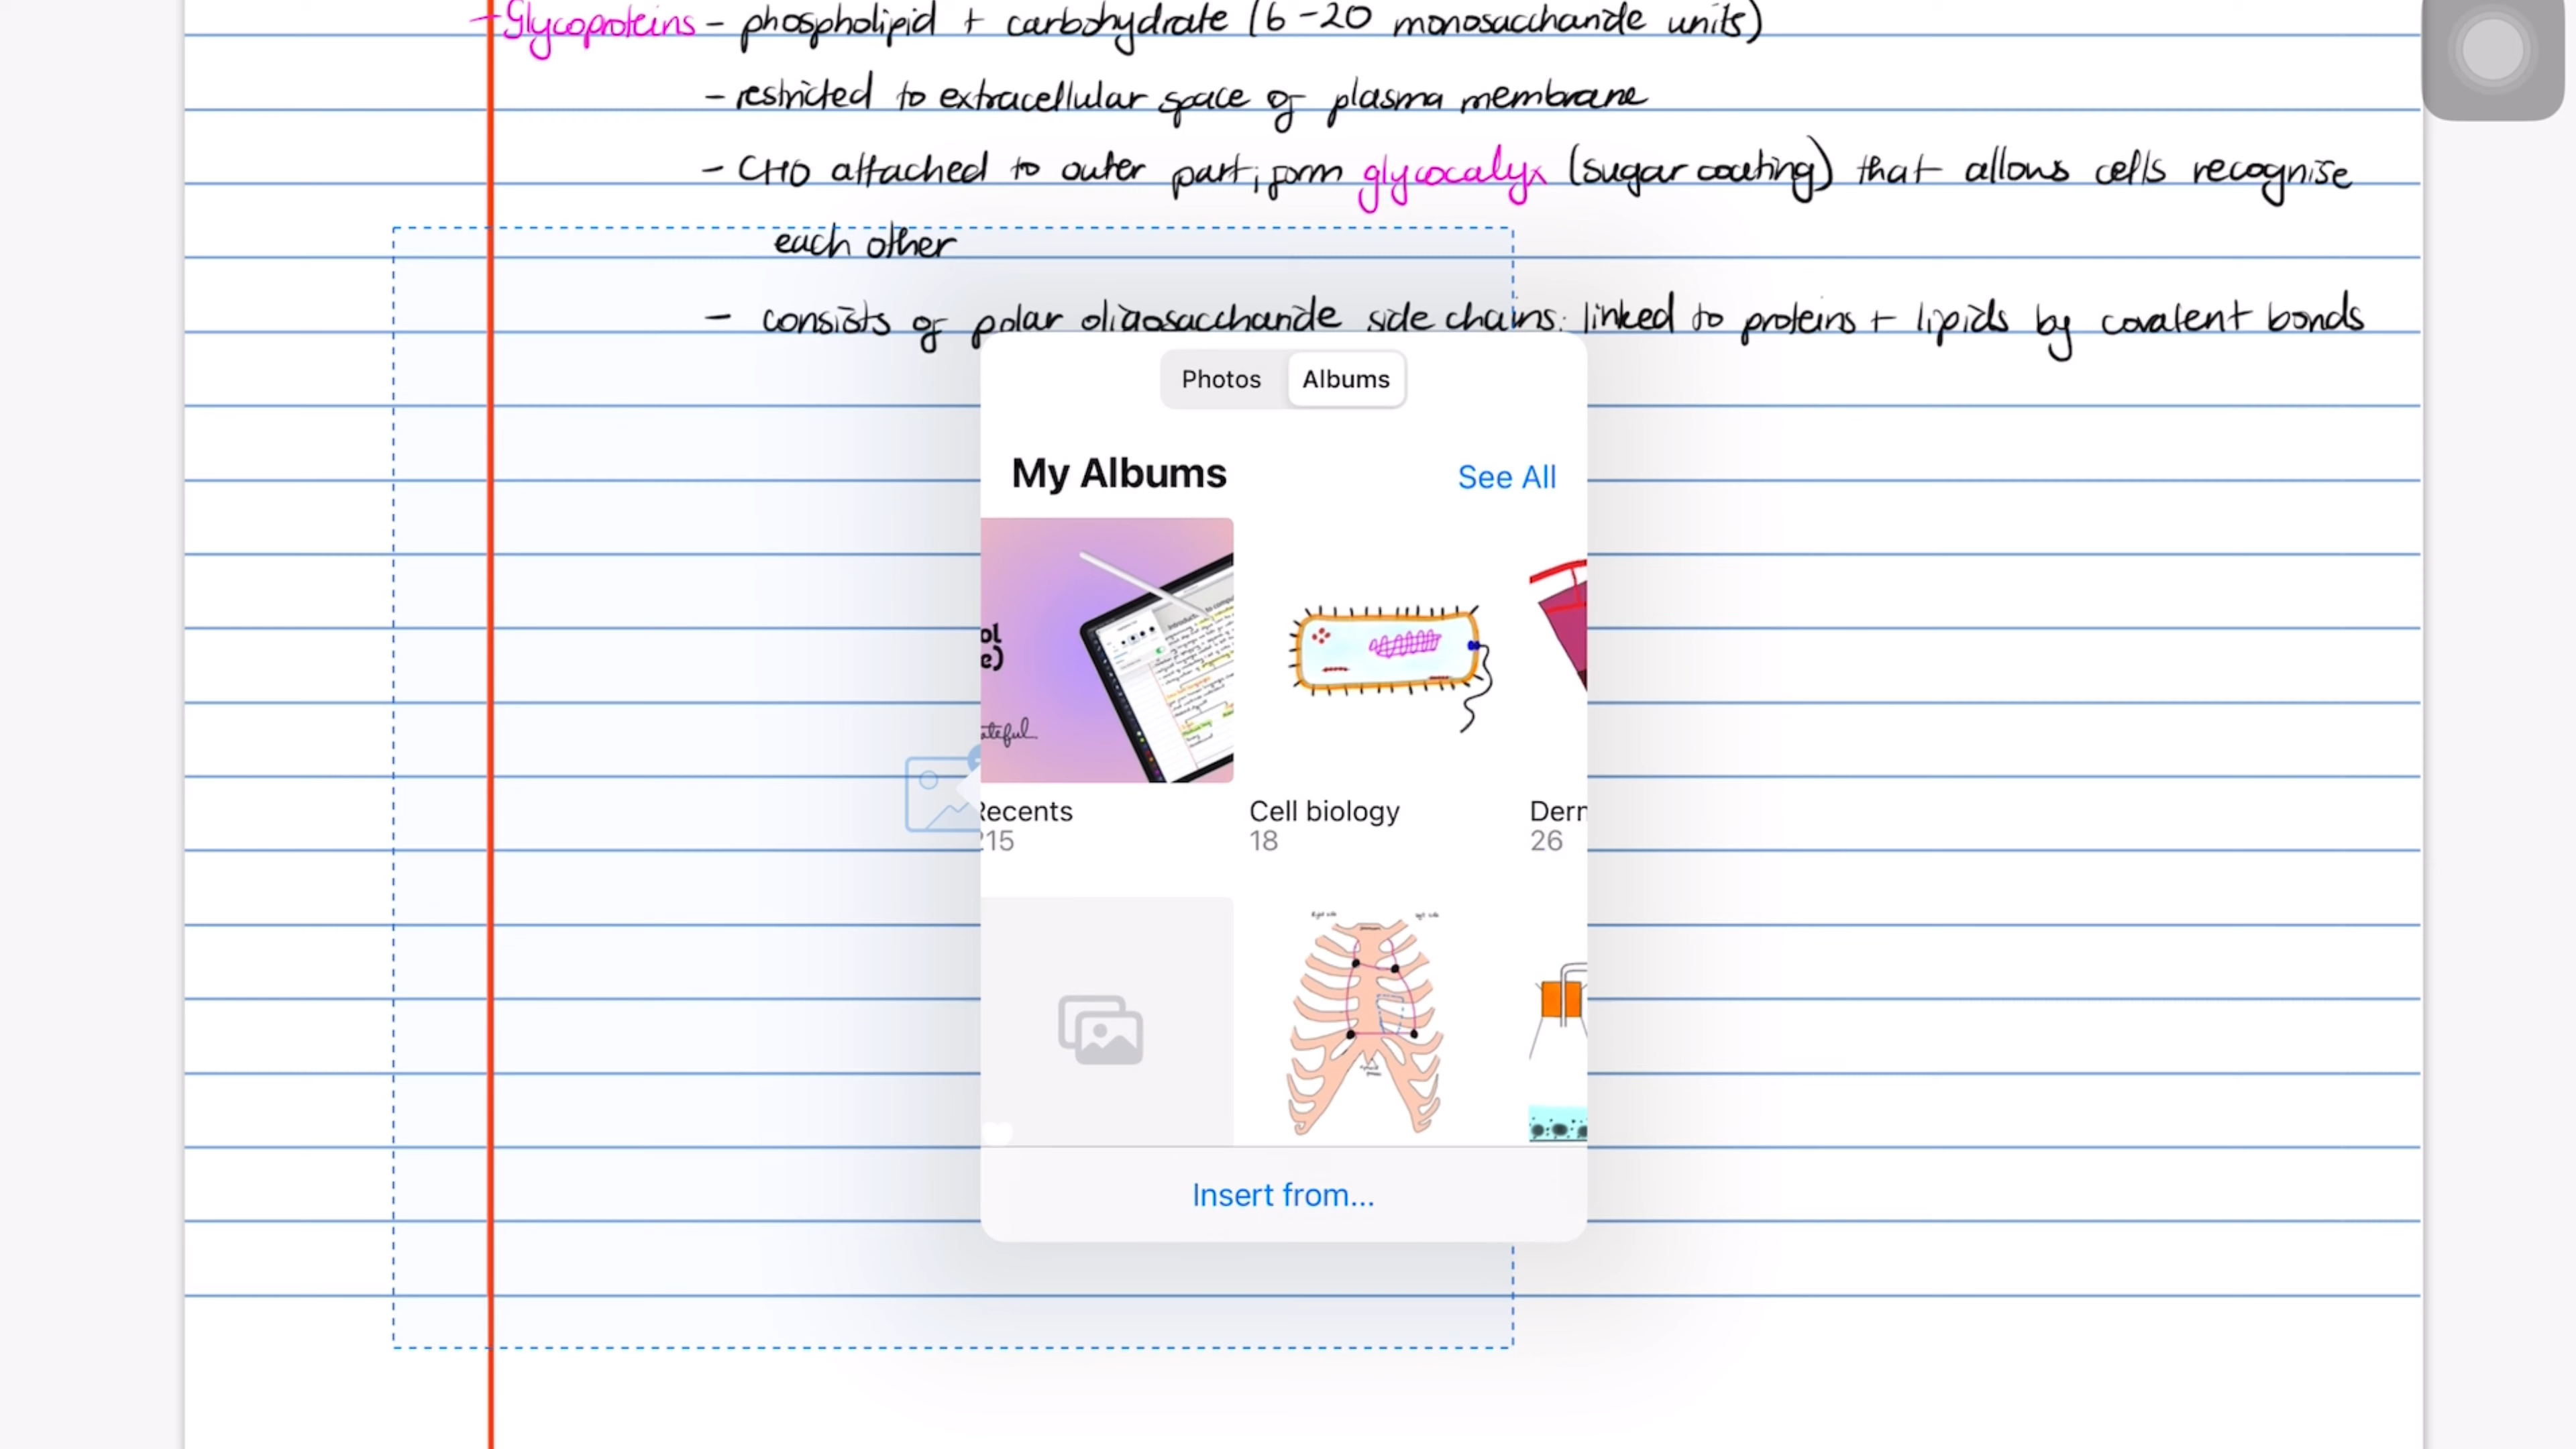 - Glycoproteins - phospholipid + carbohydrate (6-20 monosaccharide units)
- restricted to extracellular space of plasma membrane
- CHO attached to outer part; form glycocalyx (sugar coating) that allows cells recognise
each other
- consists of polar oligosaccharide side chains; linked to proteins + lipids by covalent bonds
Photos Albums
My Albums See All
Recents Cell biology
18 26
Insert from...